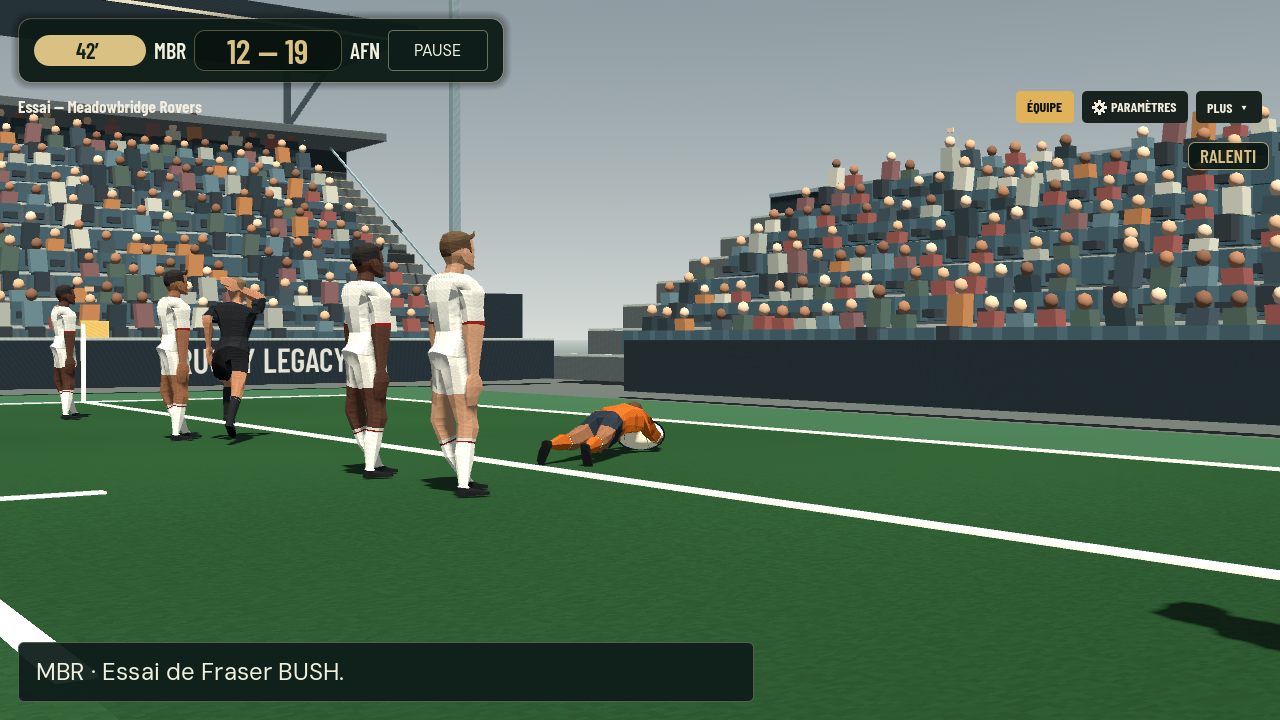 42′ MBR 12 – 19 AFN PAUSE
Essai – Meadowbridge Rovers
ÉQUIPE PARAMÈTRES PLUS ▼
RALENTI
LEGACY
MBR · Essai de Fraser BUSH.